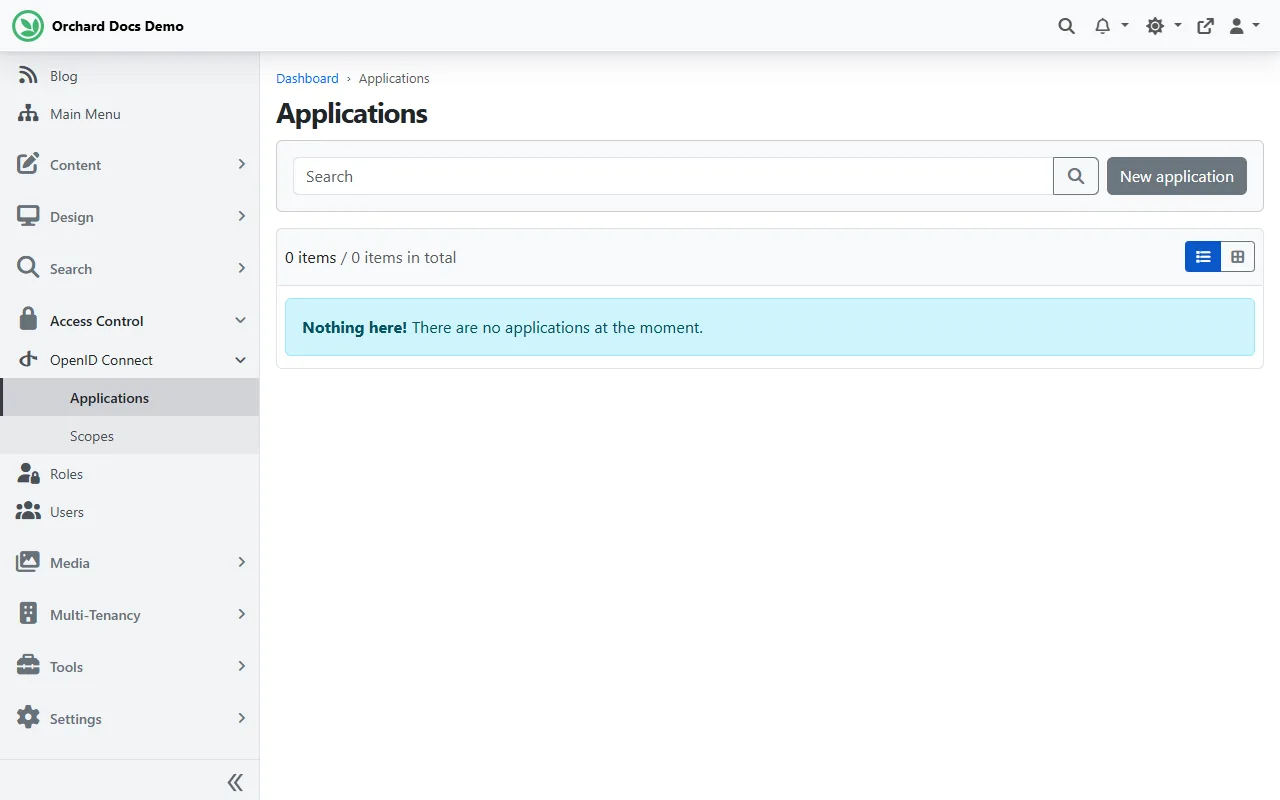 Orchard Docs Demo
Blog
Main Menu
Content
Design
Search
Access Control
OpenID Connect
Applications
Scopes
Roles
Users
Media
Multi-Tenancy
Tools
Settings
Dashboard › Applications
Applications
Search
New application
0 items / 0 items in total
Nothing here! There are no applications at the moment.